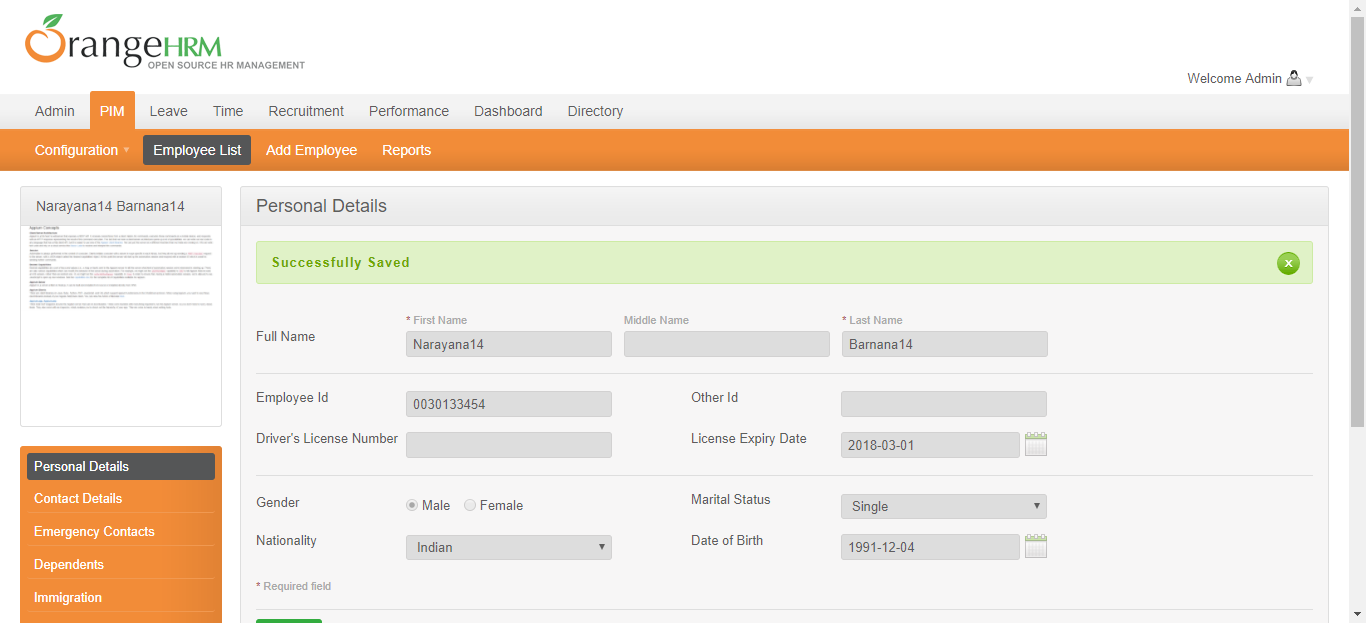 OrangeHRM
OPEN SOURCE HR MANAGEMENT
Welcome Admin
Admin PIM Leave Time Recruitment Performance Dashboard Directory
Configuration Employee List Add Employee Reports
Narayana14 Barnana14
Personal Details
Contact Details
Emergency Contacts
Dependents
Immigration
Personal Details
Successfully Saved
x
Full Name
* First Name Middle Name * Last Name
Narayana14 Barnana14
Employee Id 0030133454 Other Id
Driver's License Number License Expiry Date 2018-03-01
Gender Male Female Marital Status Single
Nationality Indian Date of Birth 1991-12-04
* Required field